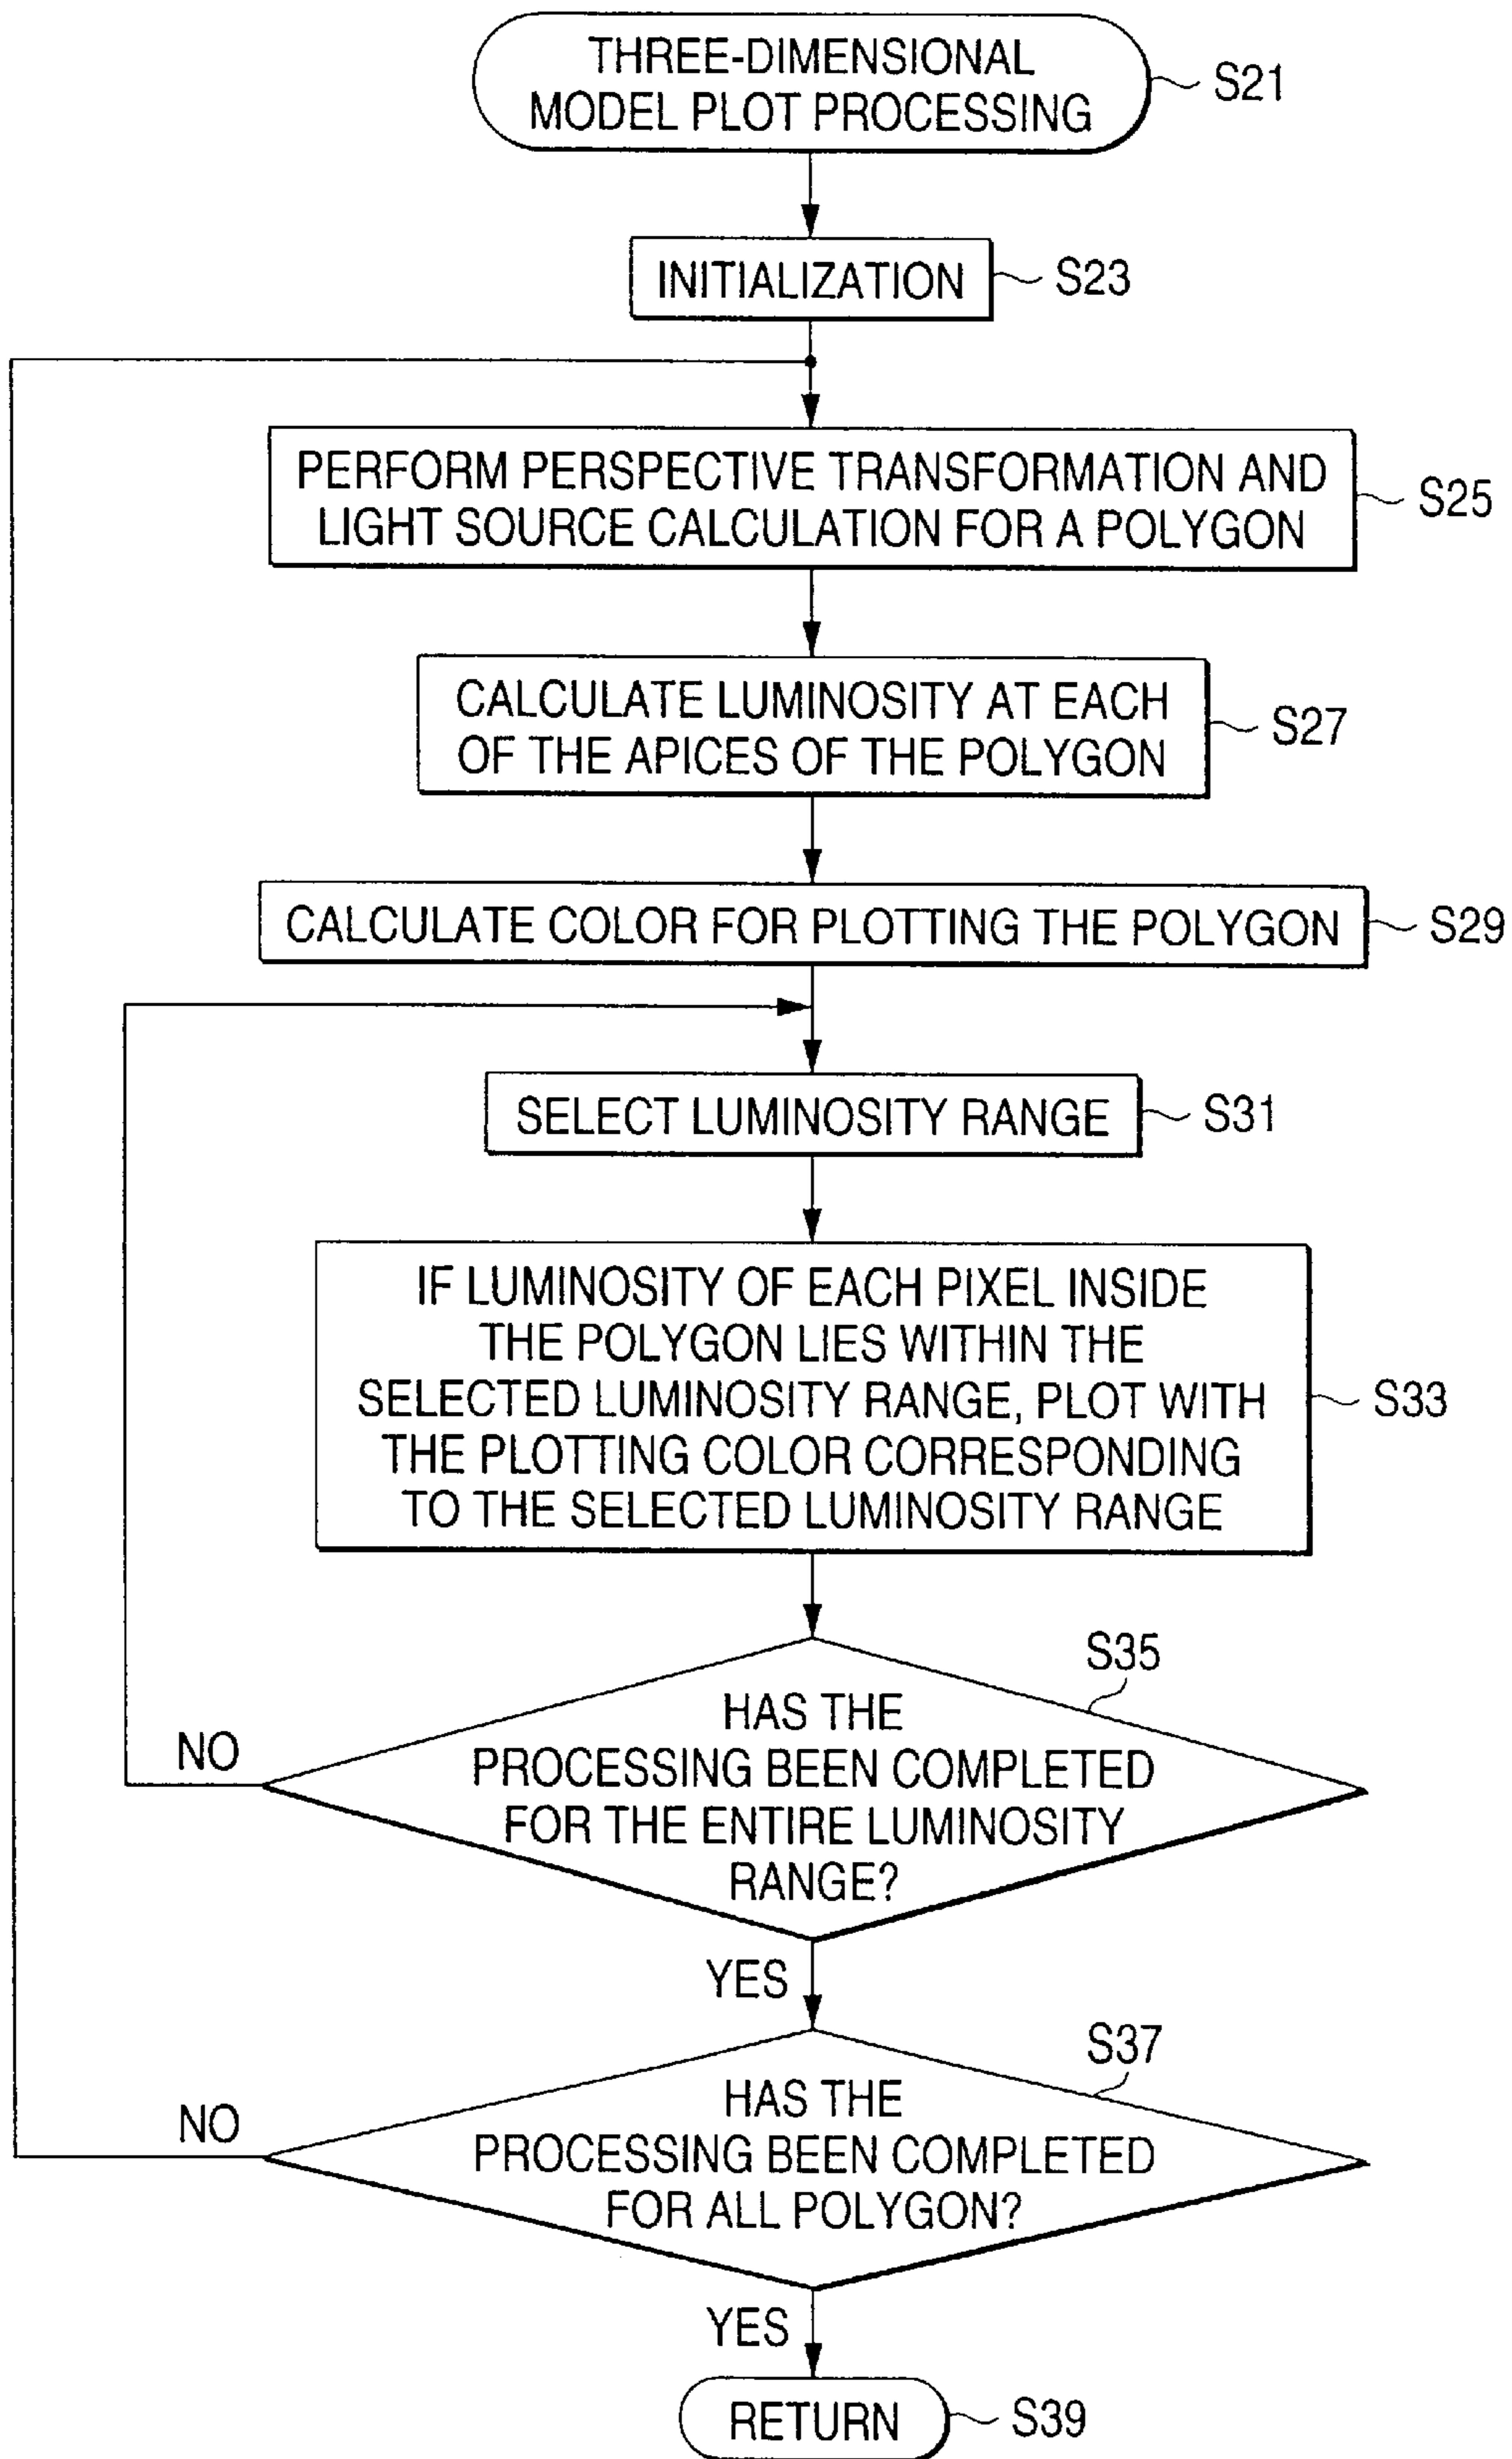 THREE-DIMENSIONAL
MODEL PLOT PROCESSING
S21
INITIALIZATION
S23
PERFORM PERSPECTIVE TRANSFORMATION AND
LIGHT SOURCE CALCULATION FOR A POLYGON
S25
CALCULATE LUMINOSITY AT EACH
OF THE APICES OF THE POLYGON
S27
CALCULATE COLOR FOR PLOTTING THE POLYGON
S29
SELECT LUMINOSITY RANGE
S31
IF LUMINOSITY OF EACH PIXEL INSIDE
THE POLYGON LIES WITHIN THE
SELECTED LUMINOSITY RANGE, PLOT WITH
THE PLOTTING COLOR CORRESPONDING
TO THE SELECTED LUMINOSITY RANGE
S33
S35
HAS THE
PROCESSING BEEN COMPLETED
FOR THE ENTIRE LUMINOSITY
RANGE?
NO
YES
S37
HAS THE
PROCESSING BEEN COMPLETED
FOR ALL POLYGON?
NO
YES
RETURN
S39